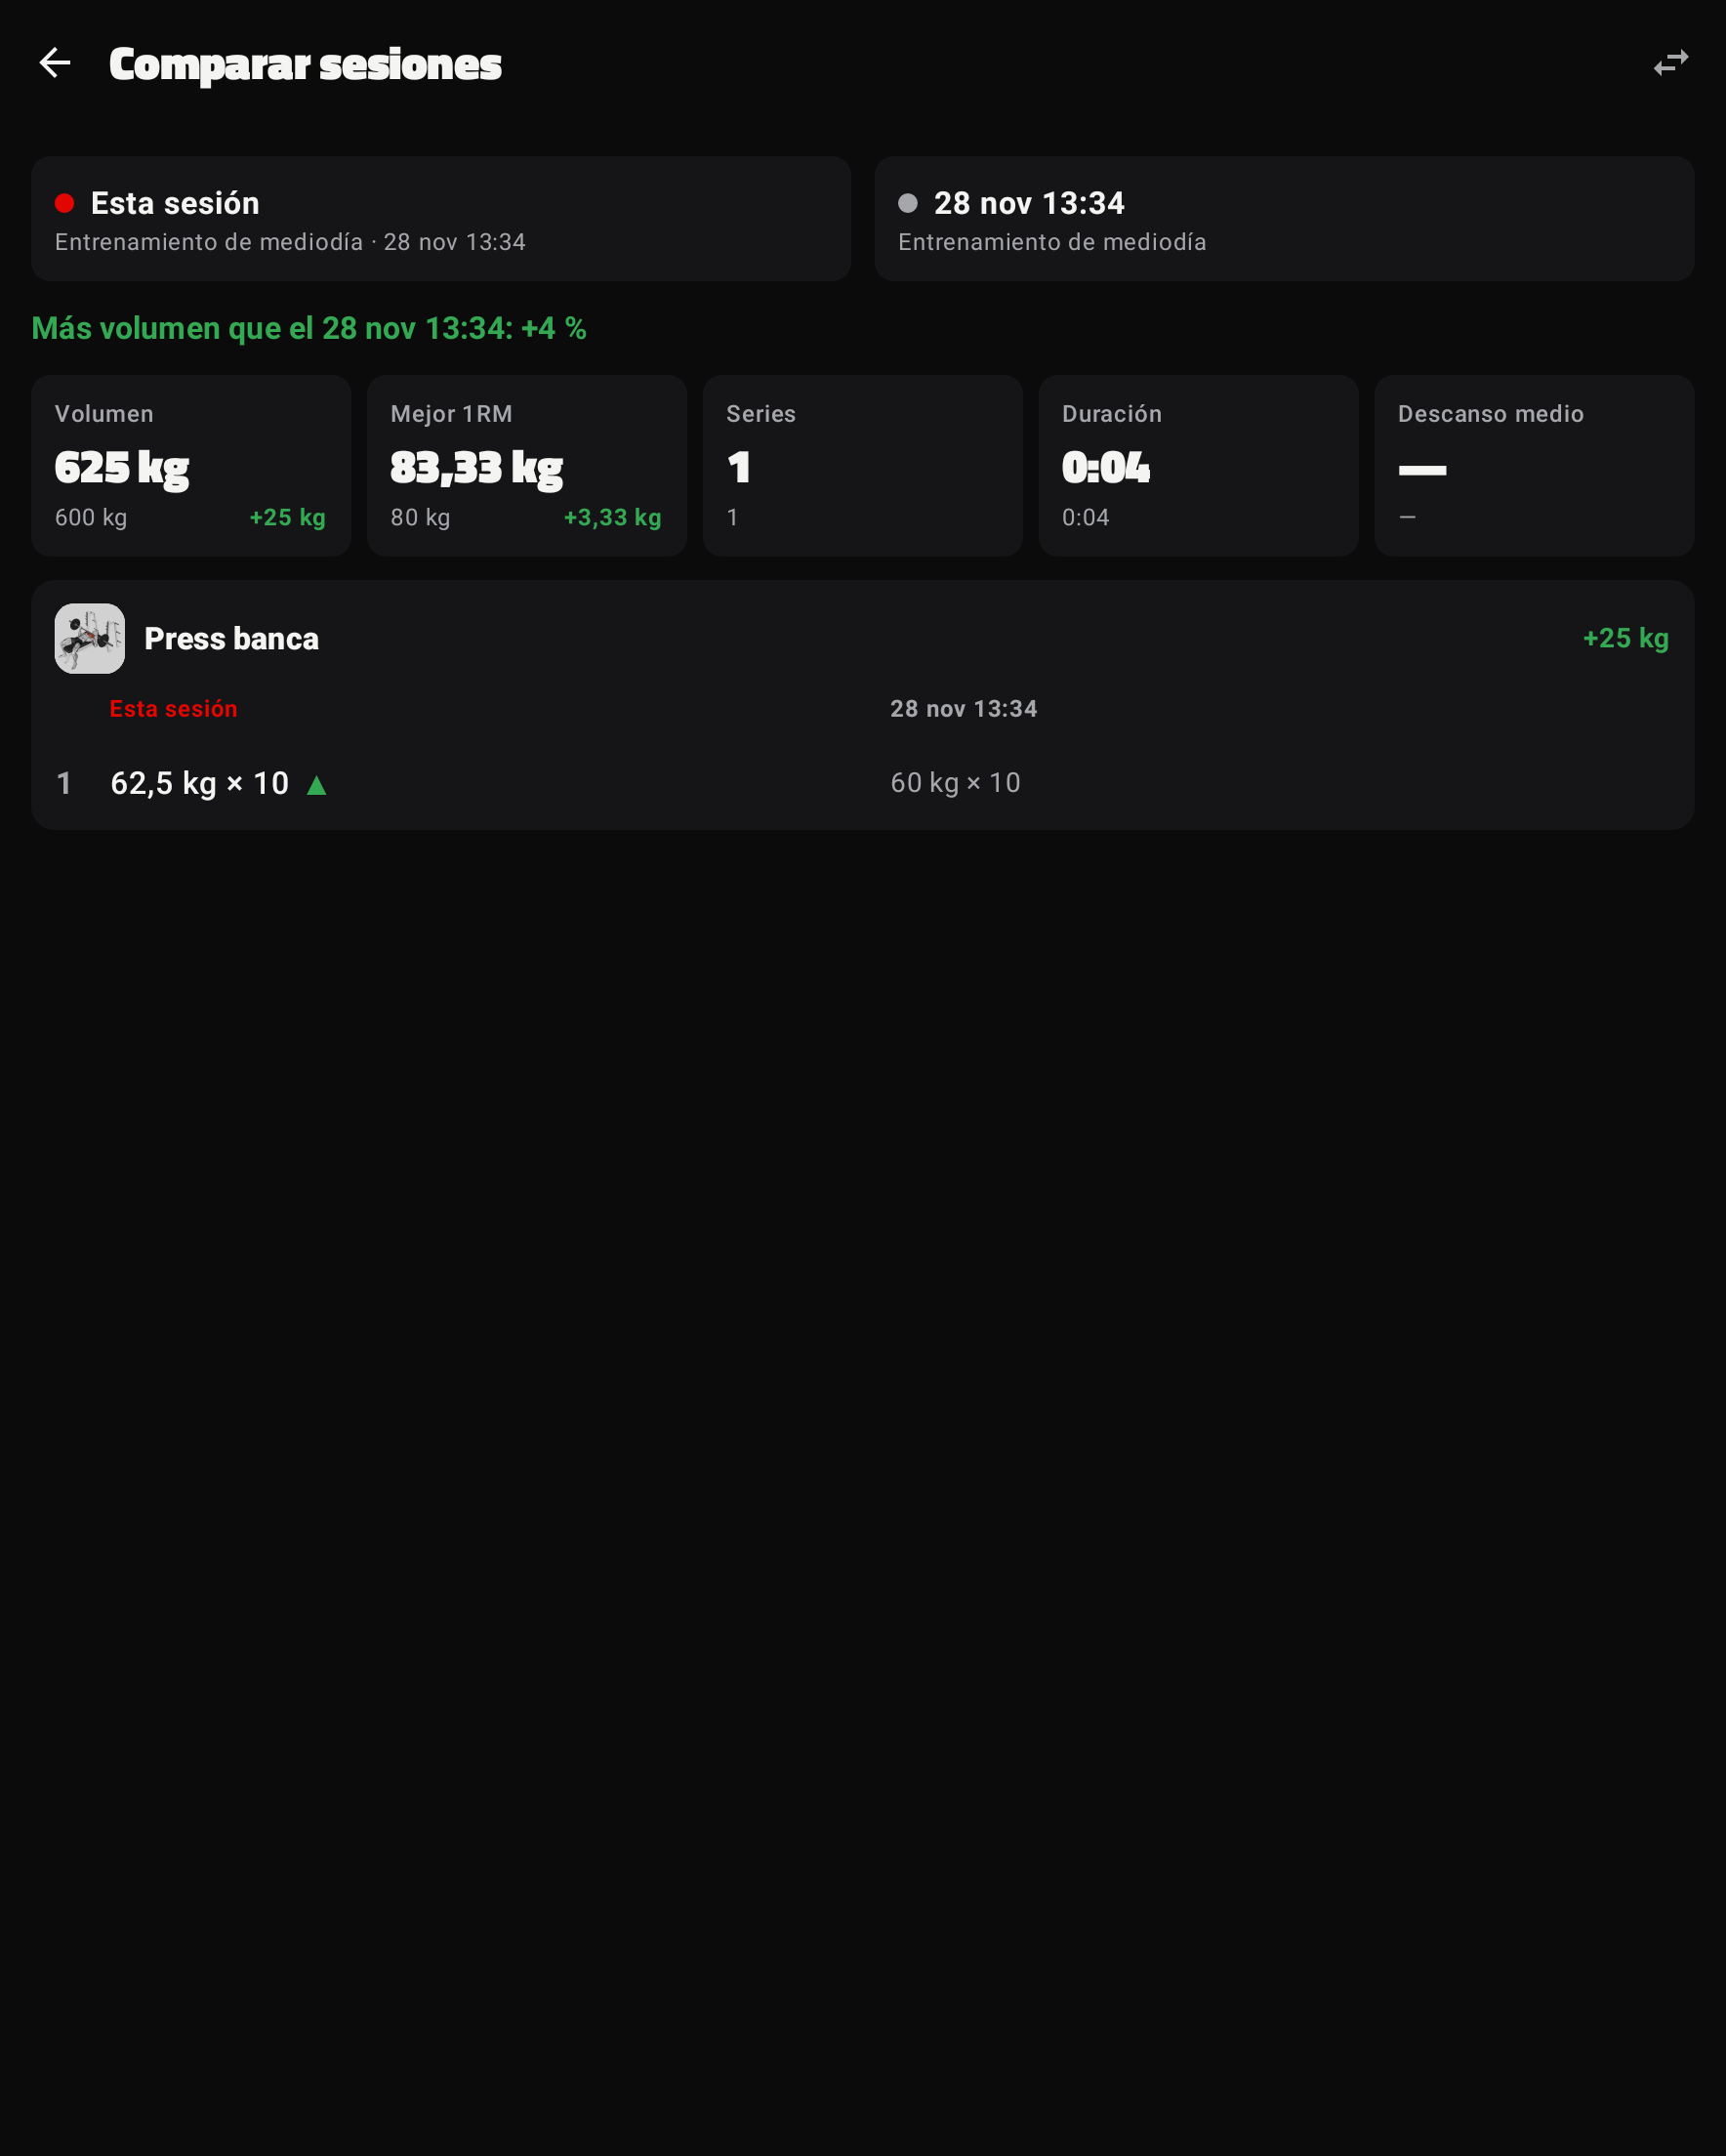 Comparar sesiones
Esta sesión
Entrenamiento de mediodía · 28 nov 13:34
28 nov 13:34
Entrenamiento de mediodía
Más volumen que el 28 nov 13:34: +4 %
Volumen
625 kg
600 kg +25 kg
Mejor 1RM
83,33 kg
80 kg +3,33 kg
Series
1
1
Duración
0:04
0:04
Descanso medio
—
–
Press banca +25 kg
Esta sesión 28 nov 13:34
1 62,5 kg × 10 ▲ 60 kg × 10